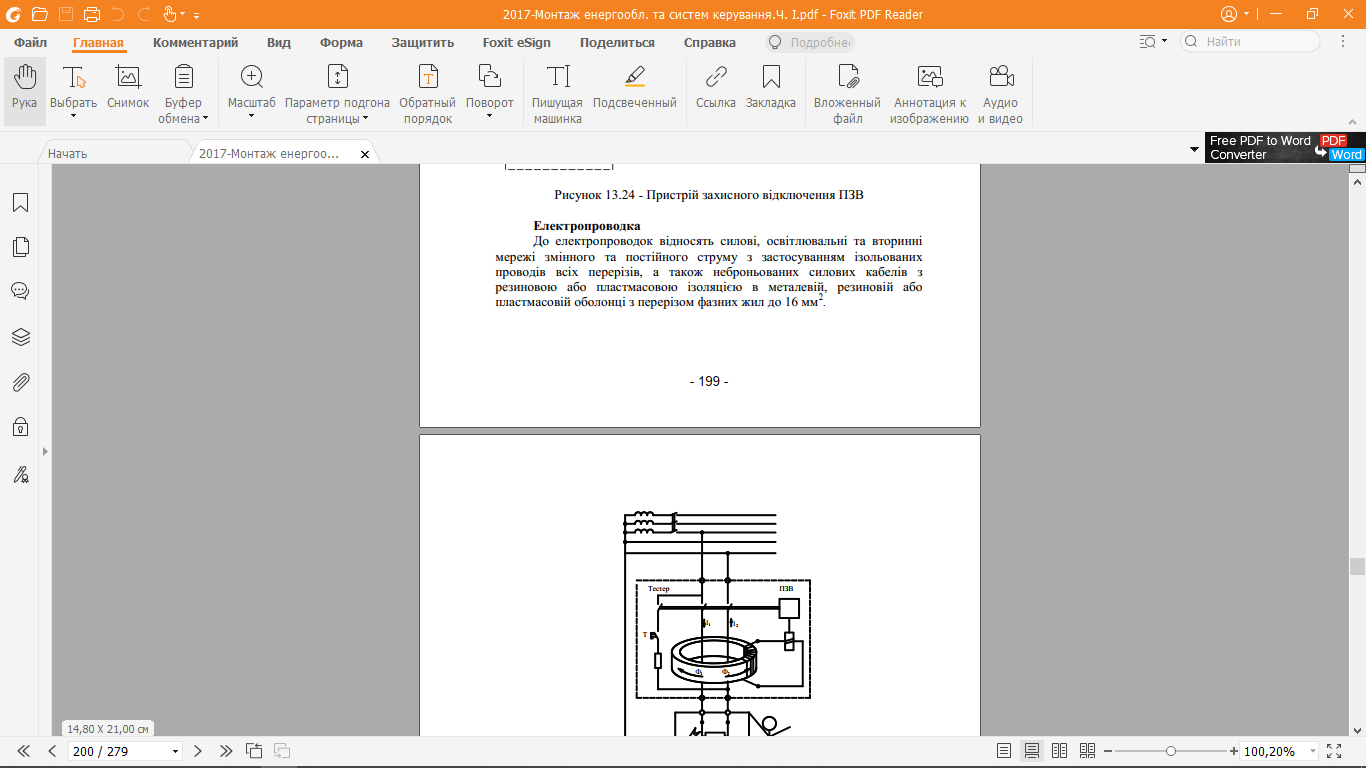 2017-Монтаж енергообл. та систем керування.Ч. I.pdf - Foxit PDF Reader
Файл Главная Комментарий Вид Форма Защитить Foxit eSign Поделиться Справка Подробне Найти
Рука Выбрать Снимок Буфер обмена Масштаб Параметр подгона страницы Обратный порядок Поворот Пишущая машинка Подсвеченный Ссылка Закладка Вложенный файл Аннотация к изображению Аудио и видео
Начать 2017-Монтаж енергоо...
Free PDF to Word Converter PDF Word
Рисунок 13.24 - Пристрій захисного відключення ПЗВ
Електропроводка
До електропроводок відносять силові, освітлювальні та вторинні
мережі змінного та постійного струму з застосуванням ізольованих
проводів всіх перерізів, а також неброньованих силових кабелів з
резиновою або пластмасовою ізоляцією в металевій, резиновій або
пластмасовій оболонці з перерізом фазних жил до 16 мм2.
- 199 -
Тестер ПЗВ
I1 I2
T
Ф Ф
14,80 X 21,00 см
200 / 279 100,20%